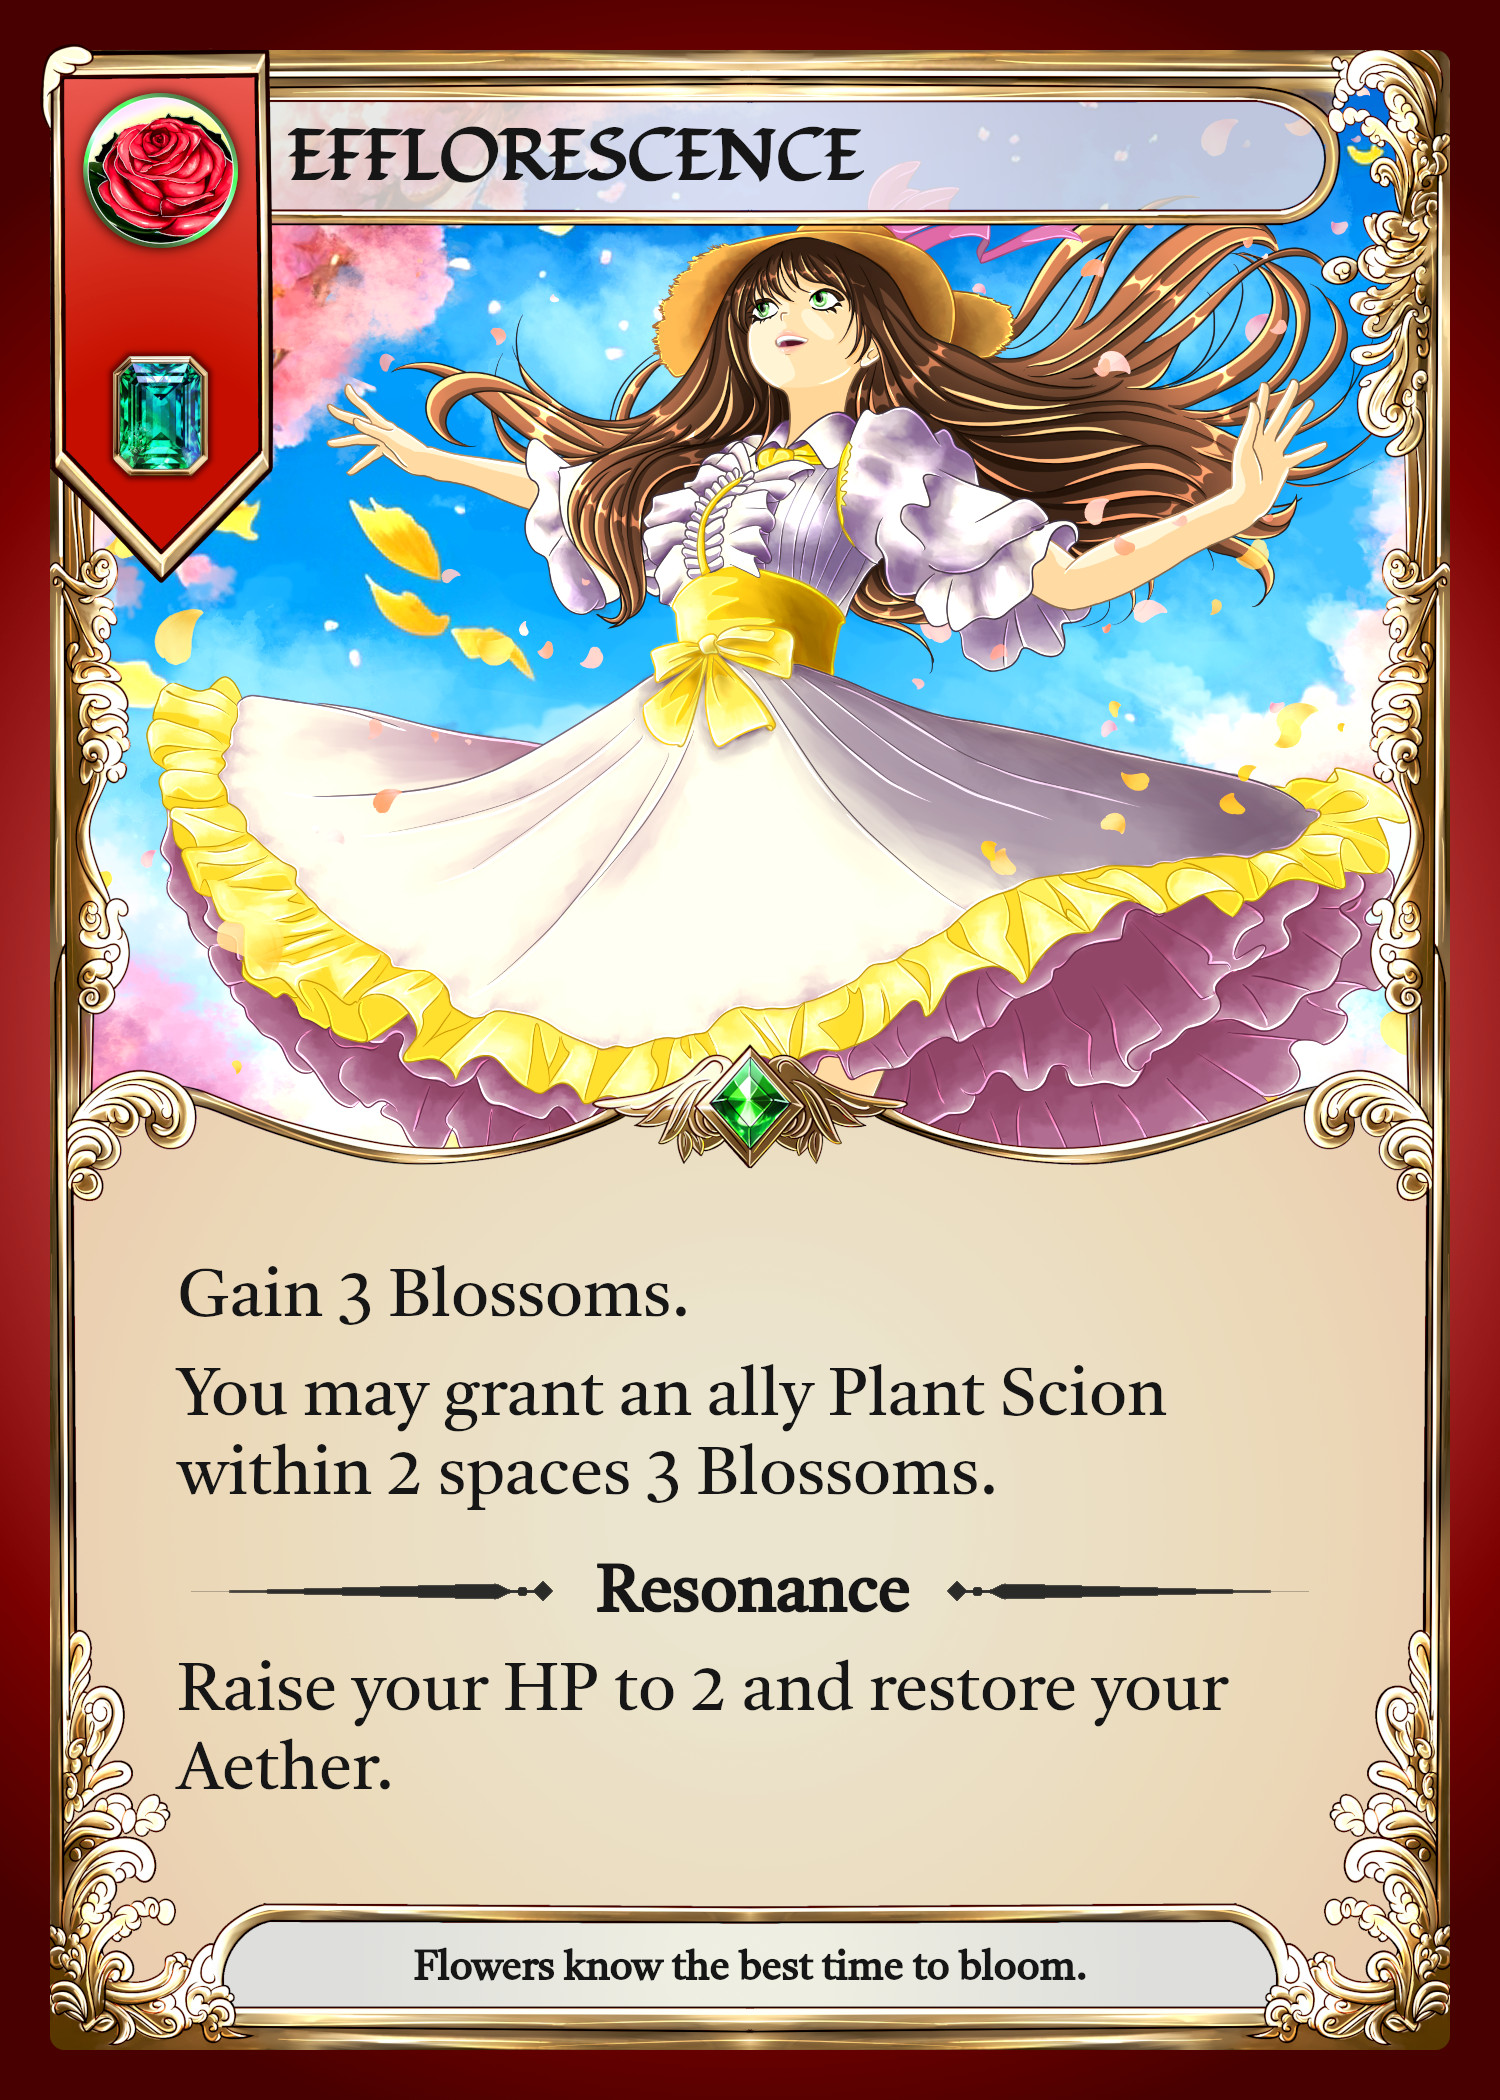 EFFLORESCENCE
Gain 3 Blossoms.
You may grant an ally Plant Scion
within 2 spaces 3 Blossoms.
Resonance
Raise your HP to 2 and restore your
Aether.
Flowers know the best time to bloom.